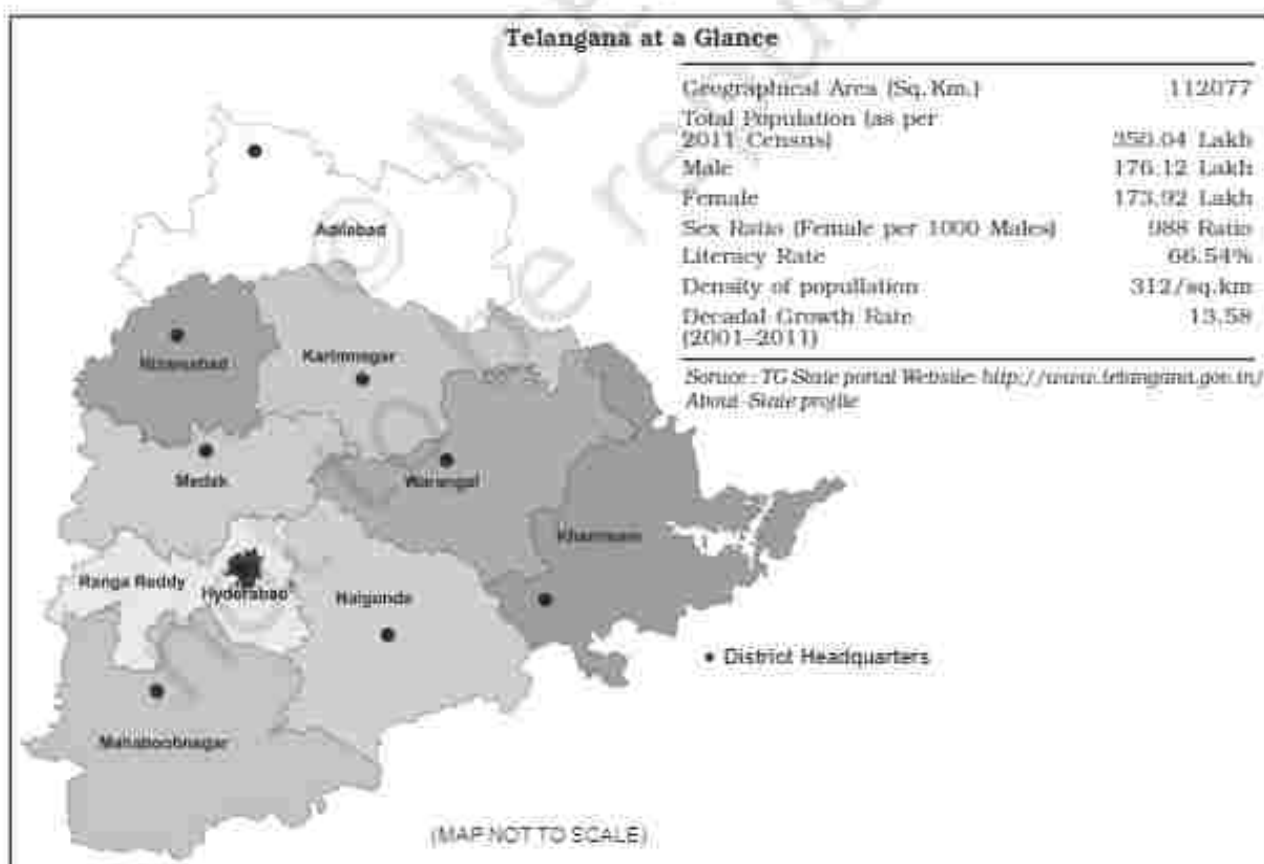 Telangana at a Glance
Geographical Area (Sq. Km.) 112077
Total Population (as per
2011 Census) 350.04 Lakh
Male 176.12 Lakh
Female 173.92 Lakh
Sex Ratio (Female per 1000 Males) 988 Ratio
Literacy Rate 66.54%
Density of popullation 312/sq.km
Decadal Growth Rate 13.58
(2001–2011)
Soruce : TG State portal Website: http://www.telangana.gov.in/
About State profile
Adilabad
Nizamabad
Karimnagar
Medak
Warangal
Khammam
Ranga Reddy
Hyderabad
Nalgonda
Mahaboobnagar
• District Headquarters
(MAP NOT TO SCALE)